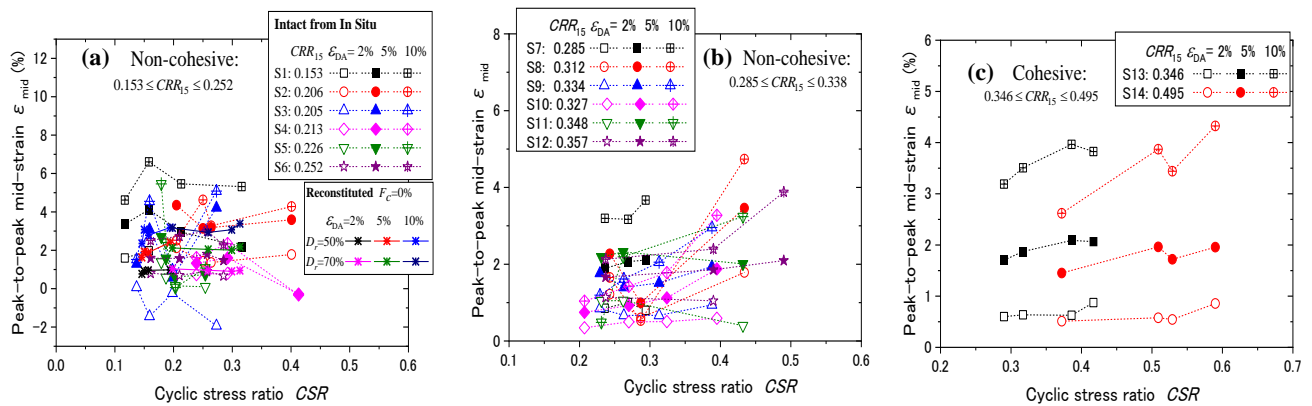 (a)
Non-cohesive:
0.153 ≤ CRR15 ≤ 0.252
Peak-to-peak mid-strain ε mid (%)
12
10
8
6
4
2
0
−2
0.0 0.1 0.2 0.3 0.4 0.5 0.6
Cyclic stress ratio CSR
Intact from In Situ
CRR15 εDA= 2% 5% 10%
S1: 0.153
S2: 0.206
S3: 0.205
S4: 0.213
S5: 0.226
S6: 0.252
Reconstituted FC=0%
εDA=2% 5% 10%
Dr=50%
Dr=70%
(b)
Non-cohesive:
0.285 ≤ CRR15 ≤ 0.338
Peak-to-peak mid-strain ε mid
6
5
4
3
2
1
0
0.1 0.2 0.3 0.4 0.5 0.6
Cyclic stress ratio CSR
CRR15 εDA= 2% 5% 10%
S7: 0.285
S8: 0.312
S9: 0.334
S10: 0.327
S11: 0.348
S12: 0.357
(c)
Cohesive:
0.346 ≤ CRR15 ≤ 0.495
Peak-to-peak mid-strain ε mid (%)
6
5
4
3
2
1
0
0.2 0.3 0.4 0.5 0.6 0.7
Cyclic stress ratio CSR
CRR15 εDA= 2% 5% 10%
S13: 0.346
S14: 0.495